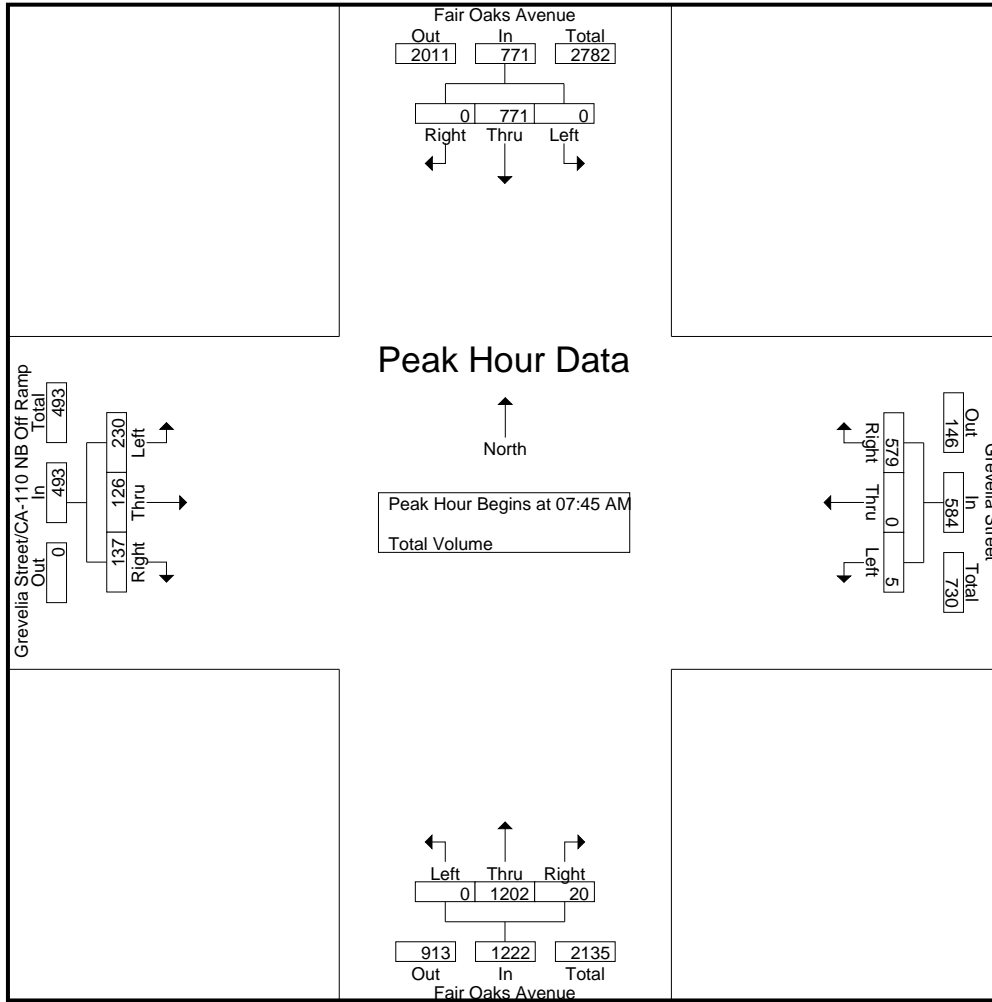 Fair Oaks Avenue
Out In Total
2011 771 2782
0 771 0
Right Thru Left
Peak Hour Data
North
Peak Hour Begins at 07:45 AM
Total Volume
Grevelia Street/CA-110 NB Off Ramp
Out In Total
0 493 493
230 126 137
Left Thru Right
Grevelia Street
Out In Total
146 584 730
579 0 5
Right Thru Left
Left Thru Right
0 1202 20
913 1222 2135
Out In Total
Fair Oaks Avenue